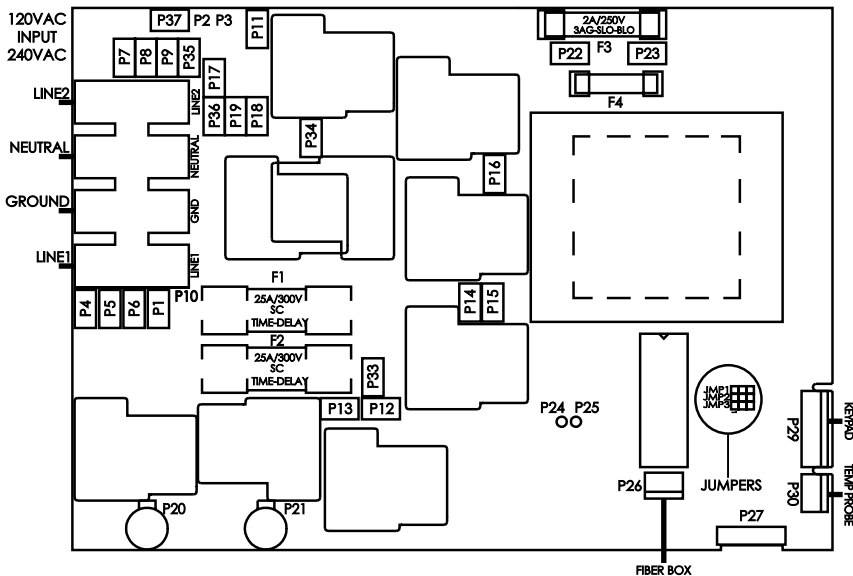 120VAC
INPUT
240VAC
P37 P2 P3
P11
2A/250V
3AG-SLO-BLO
F3
P22
P23
F4
P7
P8
P9
P35
P17
P36
P19
P18
P34
P16
LINE2
LINE2
NEUTRAL
NEUTRAL
GROUND
GND
LINE1
LINE1
P4
P5
P6
P1
P10
F1
25A/300V
SC
TIME-DELAY
F2
25A/300V
SC
TIME-DELAY
P14
P15
P33
P13
P12
P24 P25
JMP1
JMP2
JMP3
JUMPERS
P29
KEYPAD
P30
TEMP PROBE
P26
P27
P20
P21
FIBER BOX